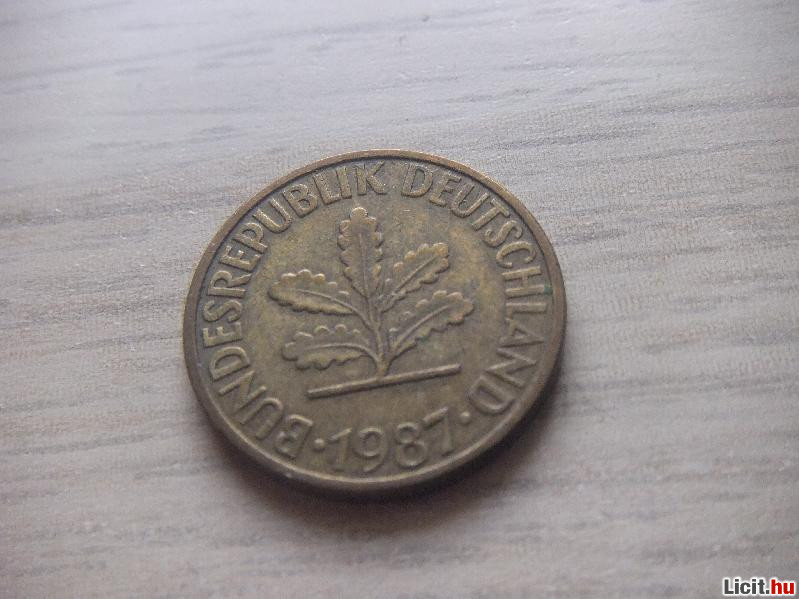 BUNDESREPUBLIK DEUTSCHLAND
· 1987 ·
Licit.hu